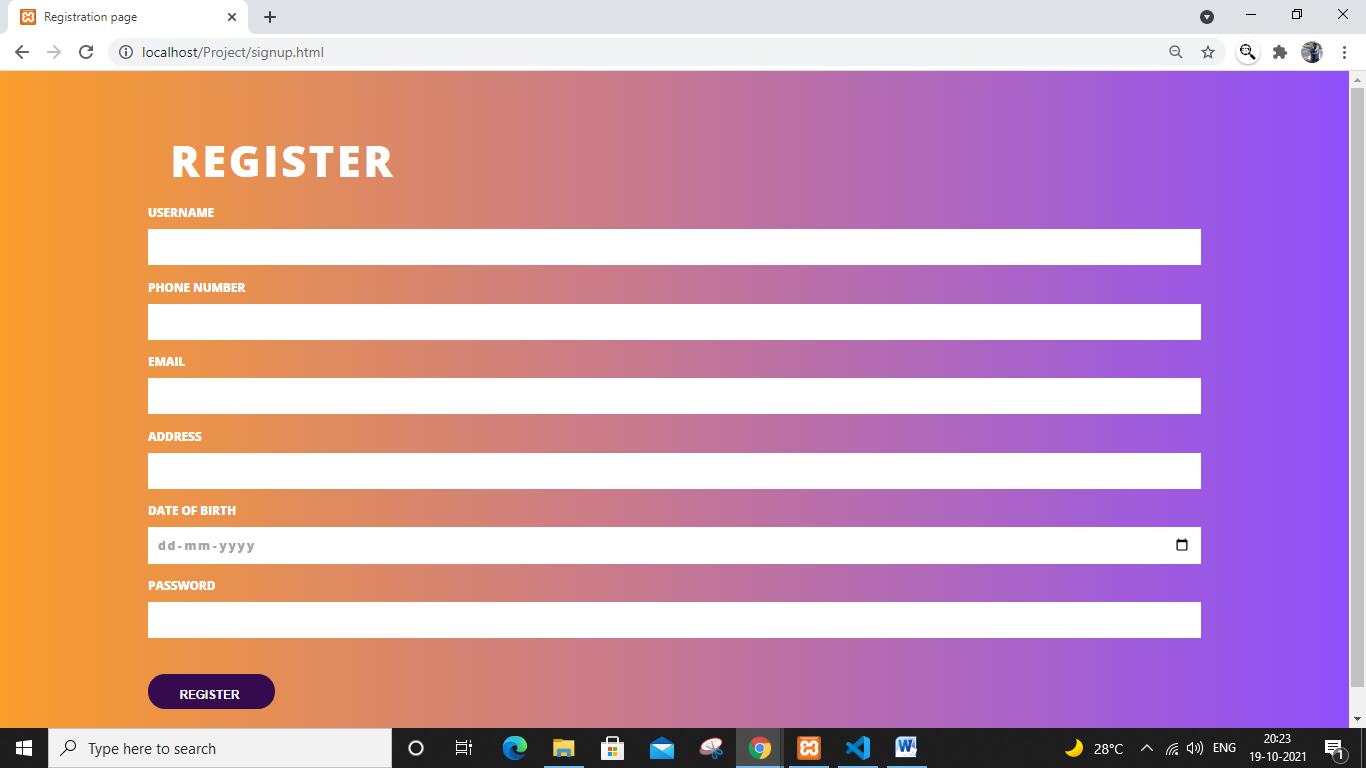 Registration page
localhost/Project/signup.html
REGISTER
USERNAME
PHONE NUMBER
EMAIL
ADDRESS
DATE OF BIRTH
dd-mm-yyyy
PASSWORD
REGISTER
Type here to search
28°C
ENG
20:23
19-10-2021
1